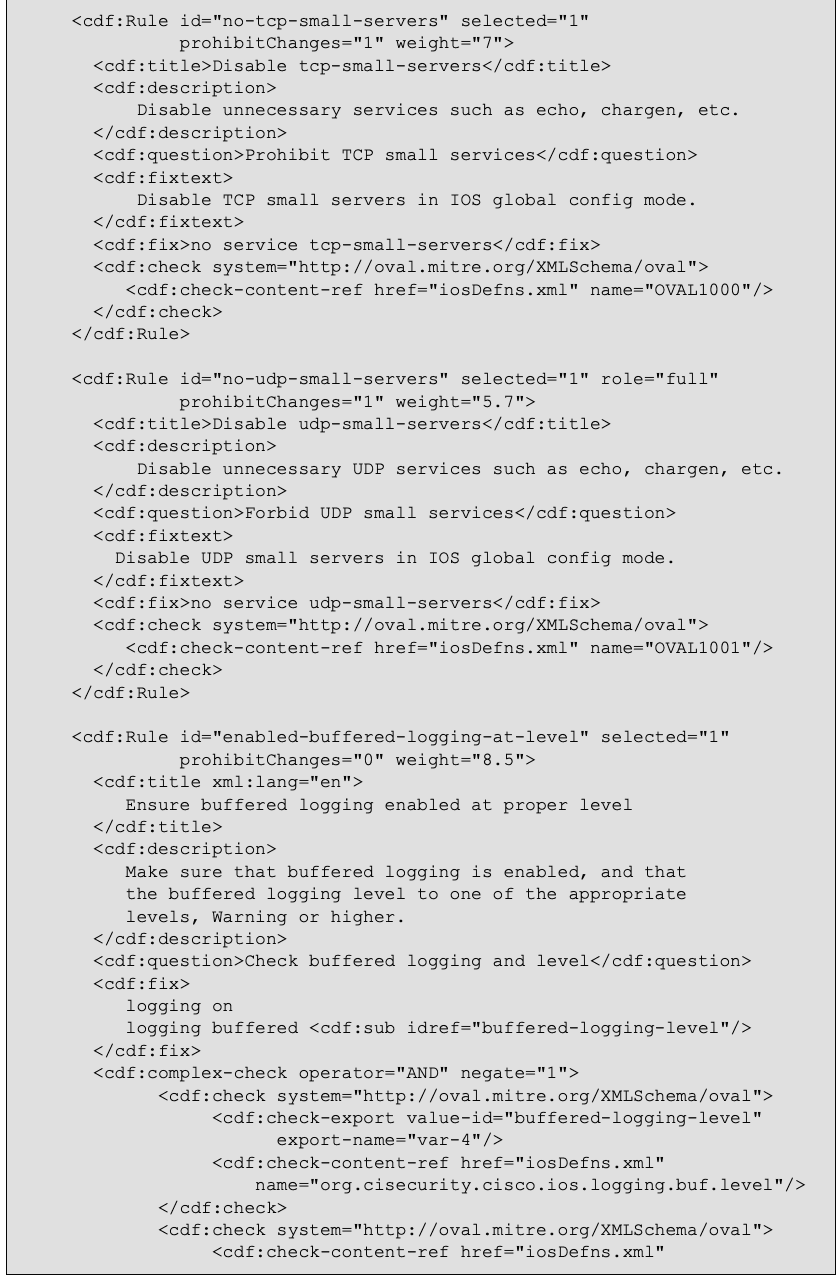 <cdf:Rule id="no-tcp-small-servers" selected="1"
          prohibitChanges="1" weight="7">
  <cdf:title>Disable tcp-small-servers</cdf:title>
  <cdf:description>
      Disable unnecessary services such as echo, chargen, etc.
  </cdf:description>
  <cdf:question>Prohibit TCP small services</cdf:question>
  <cdf:fixtext>
      Disable TCP small servers in IOS global config mode.
  </cdf:fixtext>
  <cdf:fix>no service tcp-small-servers</cdf:fix>
  <cdf:check system="http://oval.mitre.org/XMLSchema/oval">
     <cdf:check-content-ref href="iosDefns.xml" name="OVAL1000"/>
  </cdf:check>
</cdf:Rule>

<cdf:Rule id="no-udp-small-servers" selected="1" role="full"
          prohibitChanges="1" weight="5.7">
  <cdf:title>Disable udp-small-servers</cdf:title>
  <cdf:description>
      Disable unnecessary UDP services such as echo, chargen, etc.
  </cdf:description>
  <cdf:question>Forbid UDP small services</cdf:question>
  <cdf:fixtext>
    Disable UDP small servers in IOS global config mode.
  </cdf:fixtext>
  <cdf:fix>no service udp-small-servers</cdf:fix>
  <cdf:check system="http://oval.mitre.org/XMLSchema/oval">
     <cdf:check-content-ref href="iosDefns.xml" name="OVAL1001"/>
  </cdf:check>
</cdf:Rule>

<cdf:Rule id="enabled-buffered-logging-at-level" selected="1"
          prohibitChanges="0" weight="8.5">
  <cdf:title xml:lang="en">
     Ensure buffered logging enabled at proper level
  </cdf:title>
  <cdf:description>
     Make sure that buffered logging is enabled, and that
     the buffered logging level to one of the appropriate
     levels, Warning or higher.
  </cdf:description>
  <cdf:question>Check buffered logging and level</cdf:question>
  <cdf:fix>
     logging on
     logging buffered <cdf:sub idref="buffered-logging-level"/>
  </cdf:fix>
  <cdf:complex-check operator="AND" negate="1">
        <cdf:check system="http://oval.mitre.org/XMLSchema/oval">
             <cdf:check-export value-id="buffered-logging-level"
                   export-name="var-4"/>
             <cdf:check-content-ref href="iosDefns.xml"
                 name="org.cisecurity.cisco.ios.logging.buf.level"/>
        </cdf:check>
        <cdf:check system="http://oval.mitre.org/XMLSchema/oval">
             <cdf:check-content-ref href="iosDefns.xml"